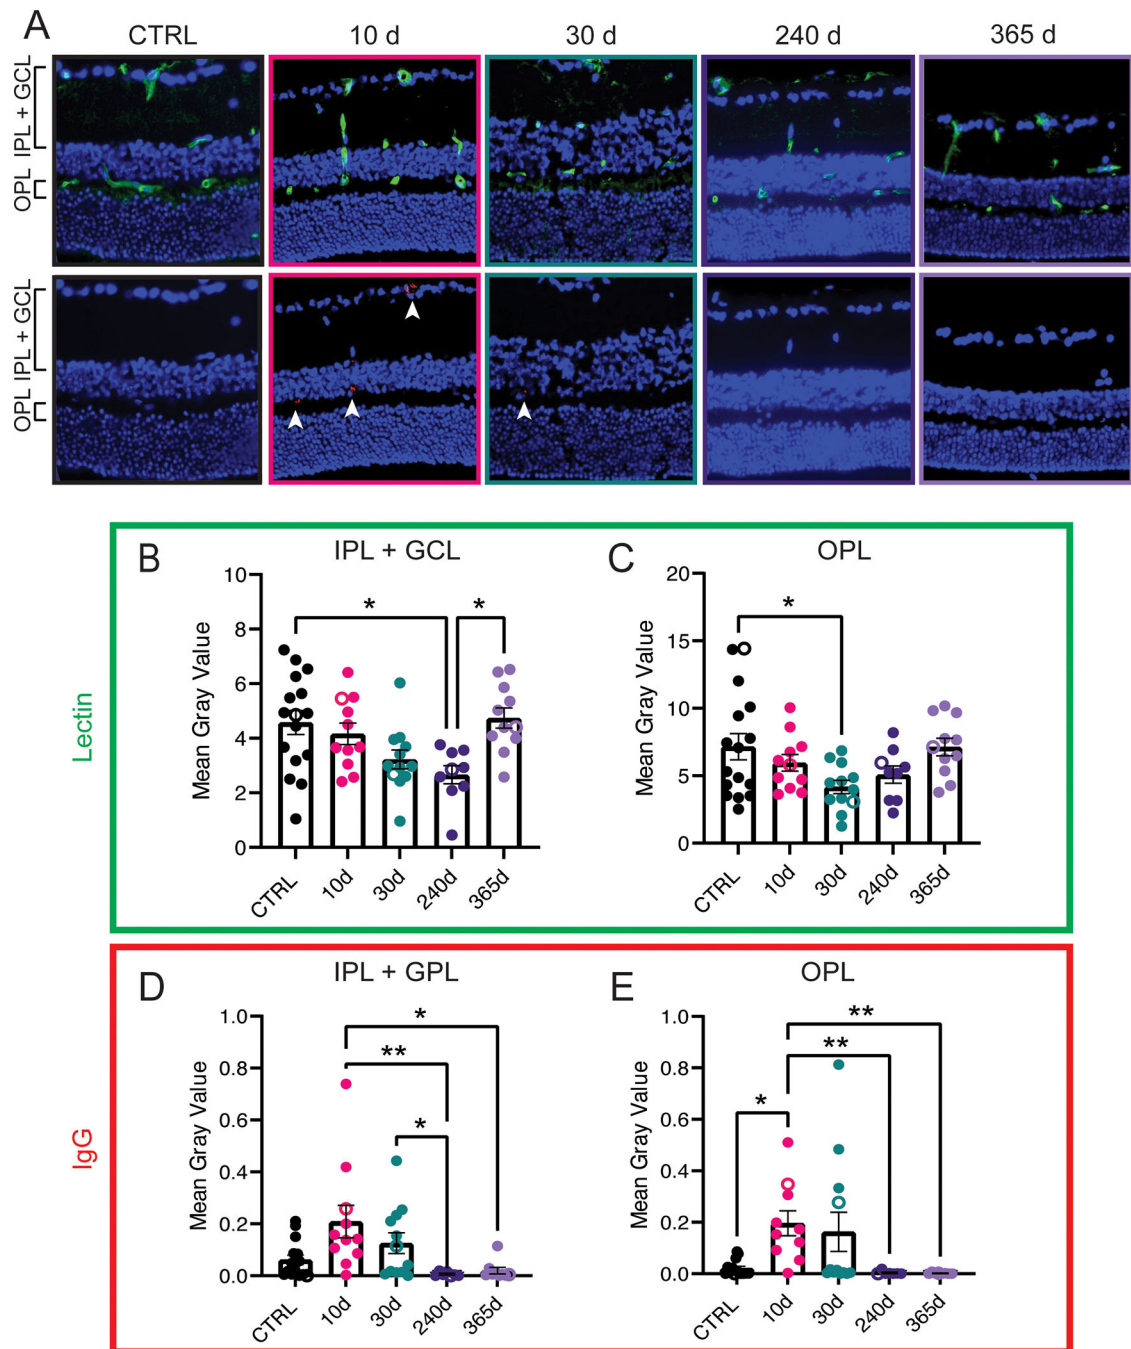 A
CTRL 10 d 30 d 240 d 365 d
IPL + GCL
OPL
IPL + GCL
OPL
Lectin
B IPL + GCL
Mean Gray Value
10
8
6
4
2
0
* *
CTRL 10d 30d 240d 365d
C OPL
Mean Gray Value
20
15
10
5
0
*
CTRL 10d 30d 240d 365d
IgG
D IPL + GPL
Mean Gray Value
1.0
0.8
0.6
0.4
0.2
0.0
*
**
*
CTRL 10d 30d 240d 365d
E OPL
Mean Gray Value
1.0
0.8
0.6
0.4
0.2
0.0
**
**
*
CTRL 10d 30d 240d 365d